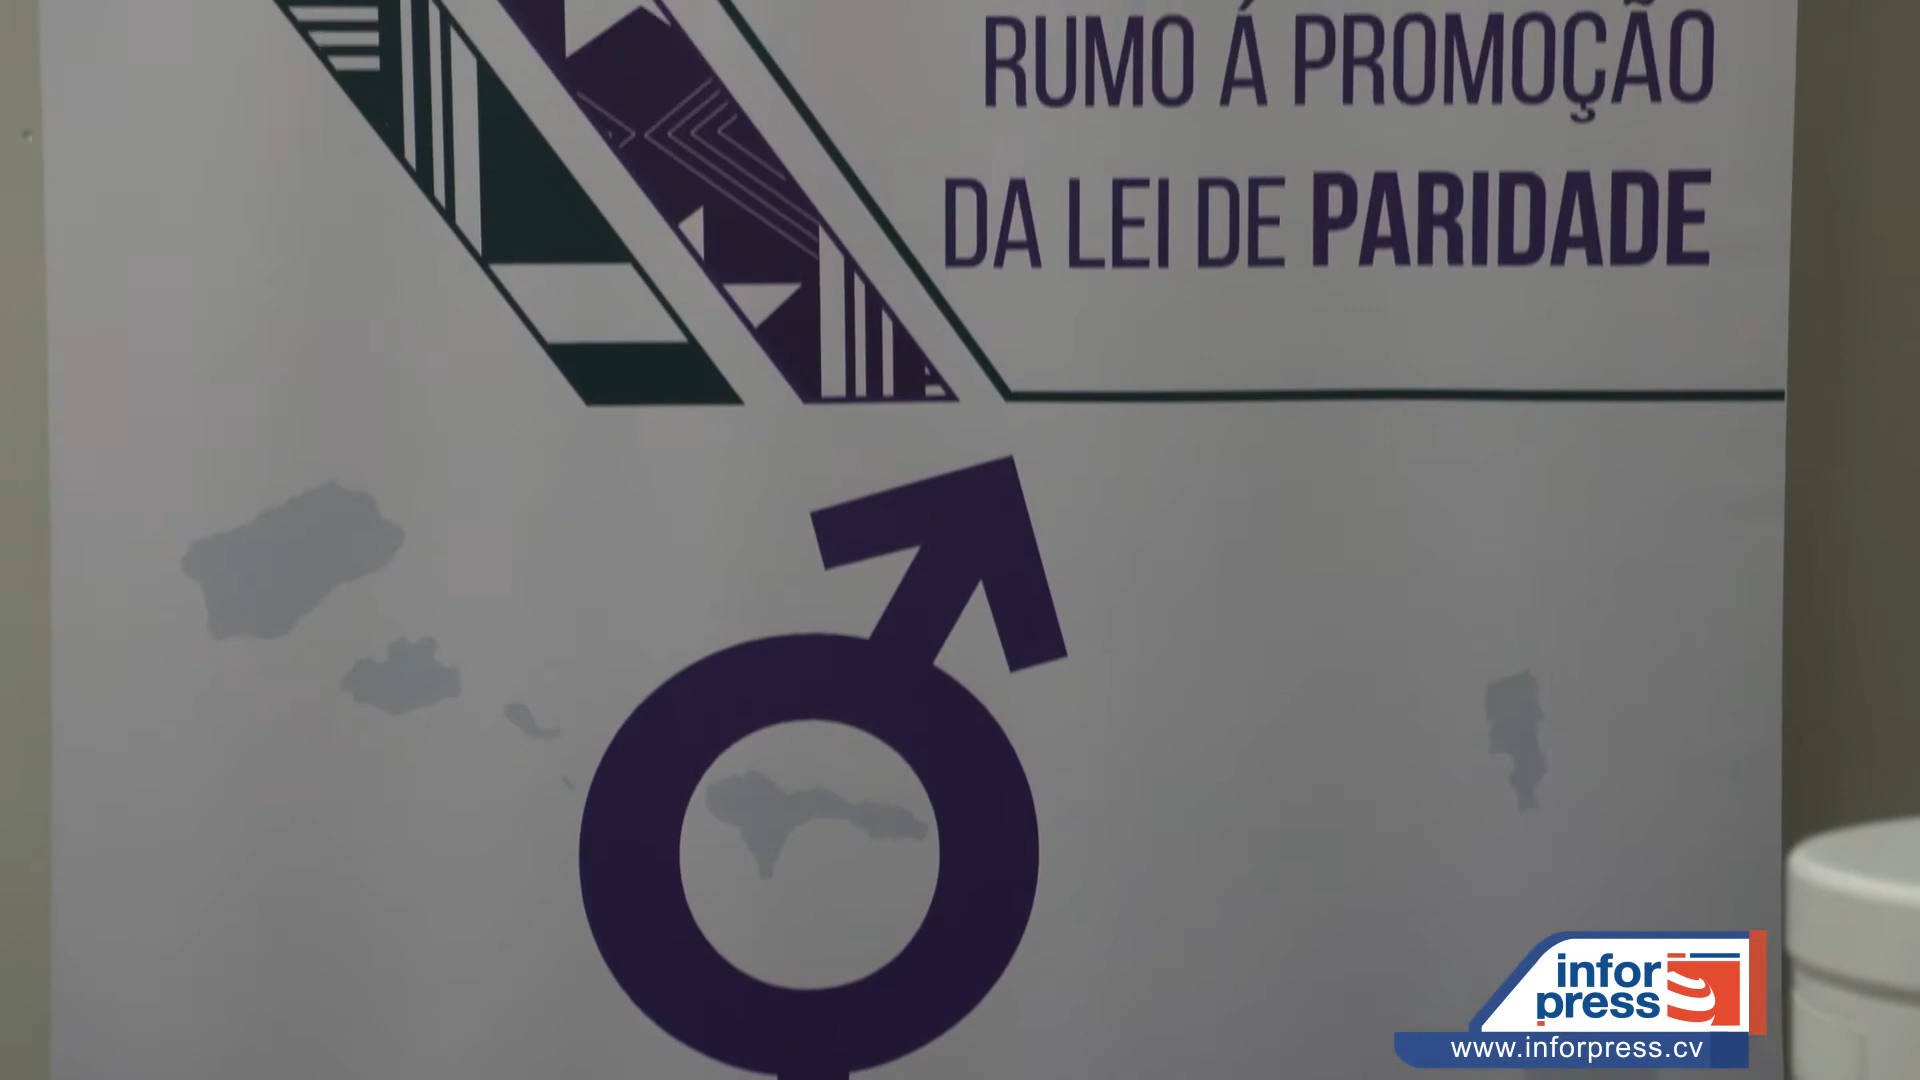 RUMO Á PROMOÇÃO
DA LEI DE PARIDADE
infor
press
www.inforpress.cv